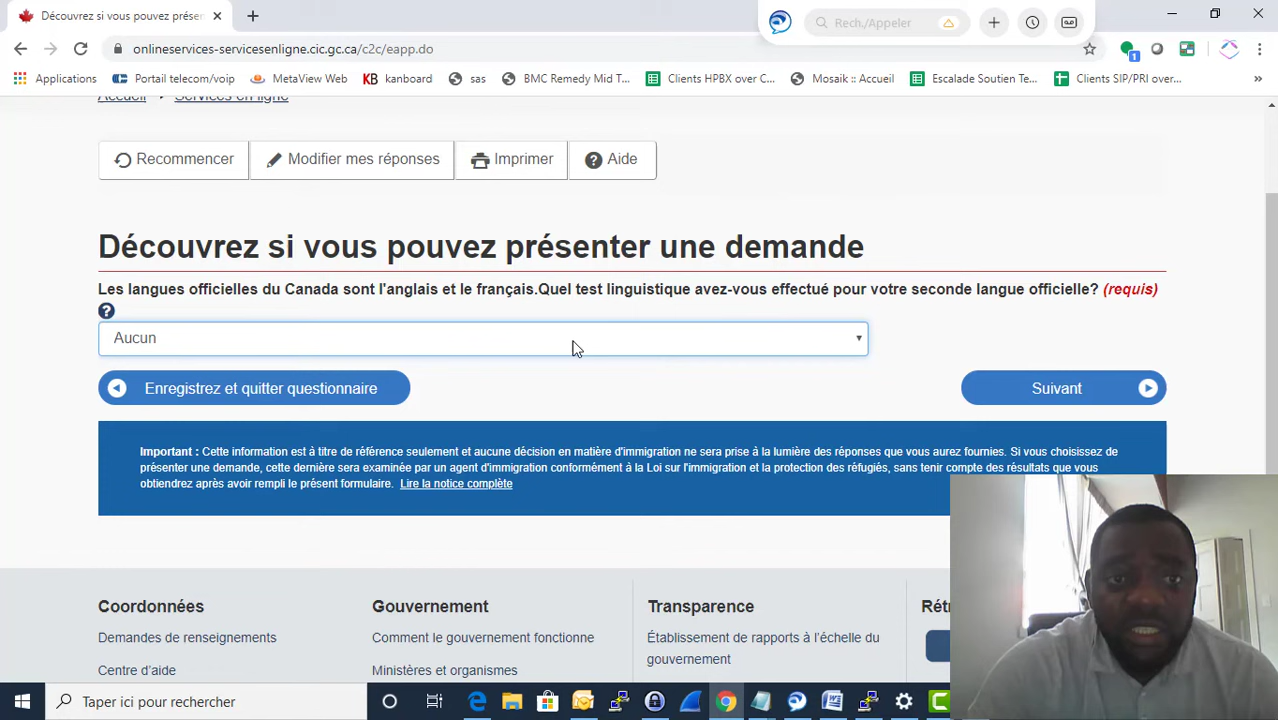 Découvrez si vous pouvez présen
Rech./Appeler
onlineservices-servicesenligne.cic.gc.ca/c2c/eapp.do
1
Applications
Portail telecom/voip
MetaView Web
KB kanboard
sas
BMC Remedy Mid T...
Clients HPBX over C...
Mosaik :: Accueil
Escalade Soutien Te...
Clients SIP/PRI over...
Accueil > Services en ligne
Recommencer
Modifier mes réponses
Imprimer
Aide
Découvrez si vous pouvez présenter une demande
Les langues officielles du Canada sont l'anglais et le français.Quel test linguistique avez-vous effectué pour votre seconde langue officielle? (requis)
?
Aucun
Enregistrez et quitter questionnaire
Suivant
Important : Cette information est à titre de référence seulement et aucune décision en matière d'immigration ne sera prise à la lumière des réponses que vous aurez fournies. Si vous choisissez de
présenter une demande, cette dernière sera examinée par un agent d'immigration conformément à la Loi sur l'immigration et la protection des réfugiés, sans tenir compte des résultats que vous
obtiendrez après avoir rempli le présent formulaire. Lire la notice complète
Coordonnées
Gouvernement
Transparence
Rétr
Demandes de renseignements
Comment le gouvernement fonctionne
Établissement de rapports à l'échelle du
gouvernement
Centre d'aide
Ministères et organismes
Taper ici pour rechercher